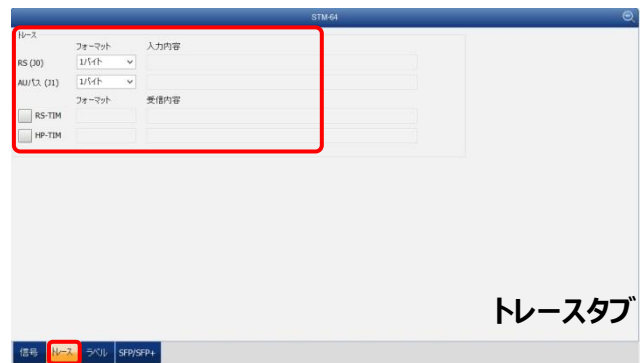 STM-64
トレース
フォーマット 入力内容
RS (J0) 1バイト
AUパス (J1) 1バイト
フォーマット 受信内容
RS-TIM
HP-TIM
トレースタブ
信号 トレース ラベル SFP/SFP+